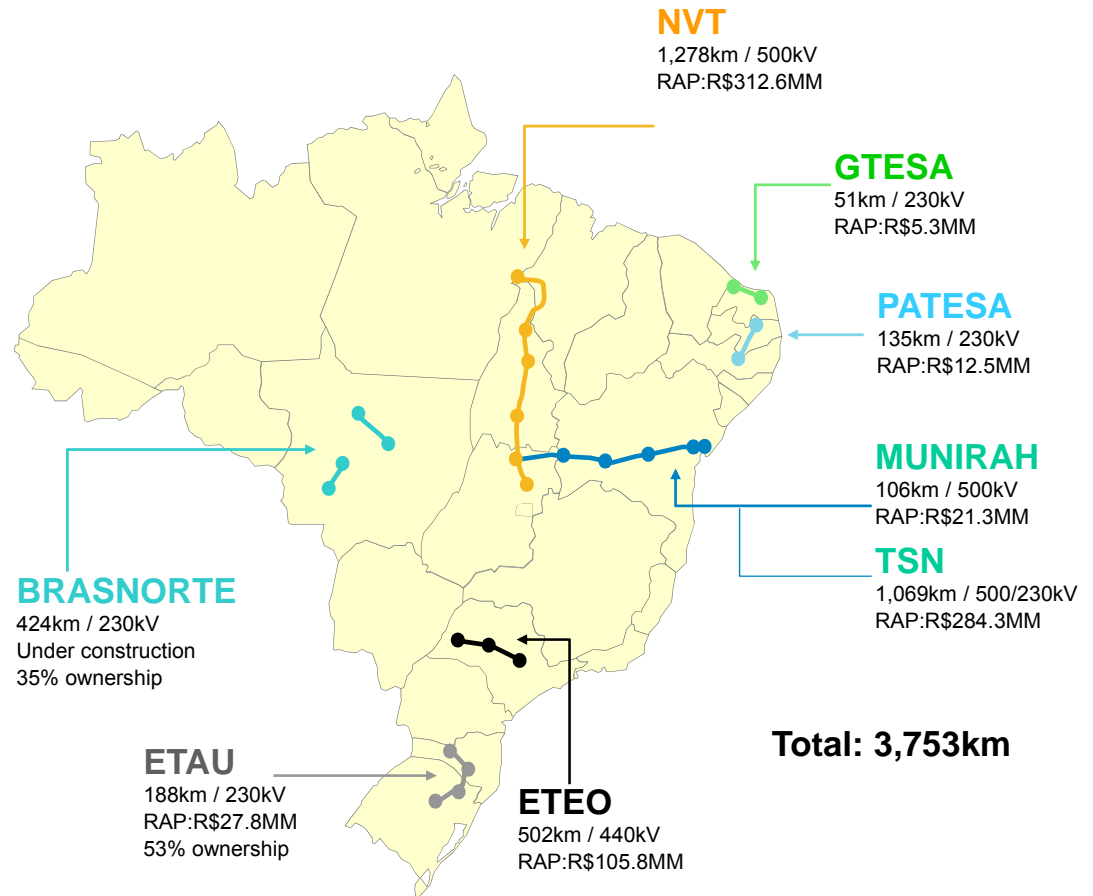 NVT
1,278km / 500kV
RAP:R$312.6MM
GTESA
51km / 230kV
RAP:R$5.3MM
PATESA
135km / 230kV
RAP:R$12.5MM
MUNIRAH
106km / 500kV
RAP:R$21.3MM
TSN
1,069km / 500/230kV
RAP:R$284.3MM
BRASNORTE
424km / 230kV
Under construction
35% ownership
ETAU
188km / 230kV
RAP:R$27.8MM
53% ownership
ETEO
502km / 440kV
RAP:R$105.8MM
Total: 3,753km